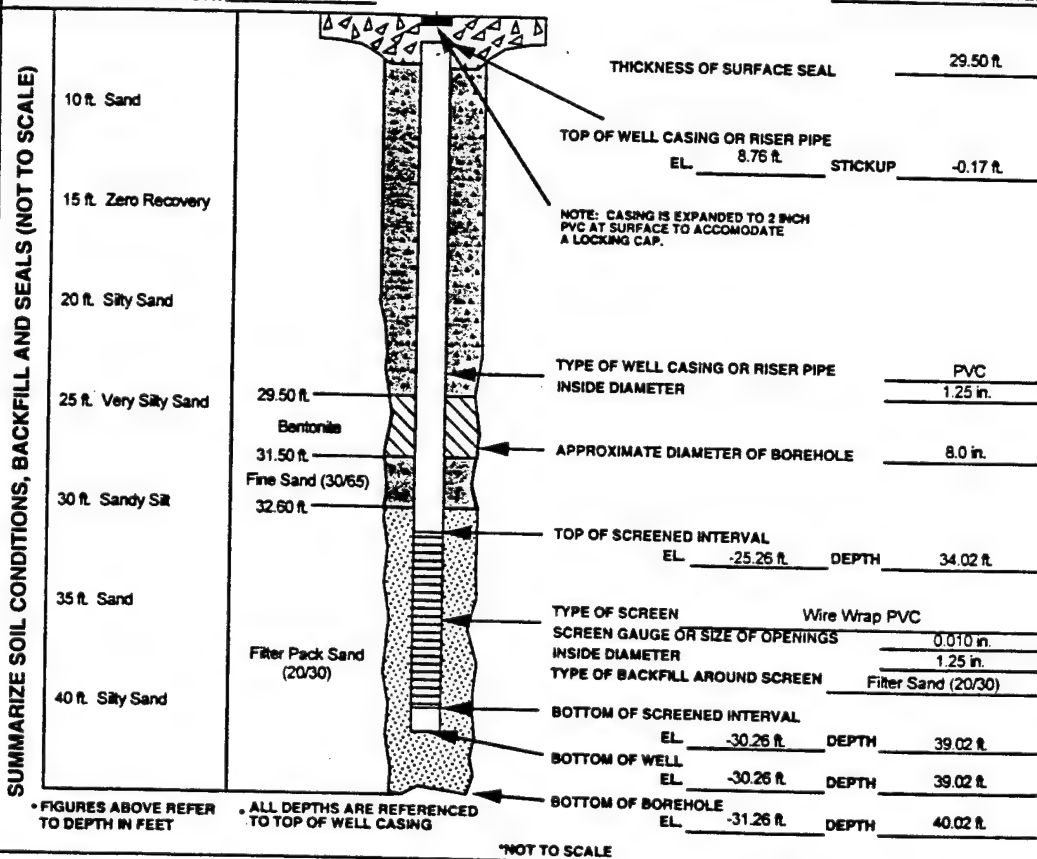 SUMMARIZE SOIL CONDITIONS, BACKFILL AND SEALS (NOT TO SCALE)
10 ft. Sand
15 ft. Zero Recovery
20 ft. Silty Sand
25 ft. Very Silty Sand
30 ft. Sandy Silt
35 ft. Sand
40 ft. Silty Sand
• FIGURES ABOVE REFER
TO DEPTH IN FEET
29.50 ft.
Bentonite
31.50 ft.
Fine Sand (30/65)
32.60 ft.
Filter Pack Sand
(20/30)
• ALL DEPTHS ARE REFERENCED
TO TOP OF WELL CASING
THICKNESS OF SURFACE SEAL 29.50 ft.
TOP OF WELL CASING OR RISER PIPE
EL. 8.76 ft. STICKUP -0.17 ft.
NOTE: CASING IS EXPANDED TO 2 INCH
PVC AT SURFACE TO ACCOMODATE
A LOCKING CAP.
TYPE OF WELL CASING OR RISER PIPE PVC
INSIDE DIAMETER 1.25 in.
APPROXIMATE DIAMETER OF BOREHOLE 8.0 in.
TOP OF SCREENED INTERVAL
EL. -25.26 ft. DEPTH 34.02 ft.
TYPE OF SCREEN Wire Wrap PVC
SCREEN GAUGE OR SIZE OF OPENINGS 0.010 in.
INSIDE DIAMETER 1.25 in.
TYPE OF BACKFILL AROUND SCREEN Filter Sand (20/30)
BOTTOM OF SCREENED INTERVAL
EL. -30.26 ft. DEPTH 39.02 ft.
BOTTOM OF WELL
EL. -30.26 ft. DEPTH 39.02 ft.
BOTTOM OF BOREHOLE
EL. -31.26 ft. DEPTH 40.02 ft.
*NOT TO SCALE